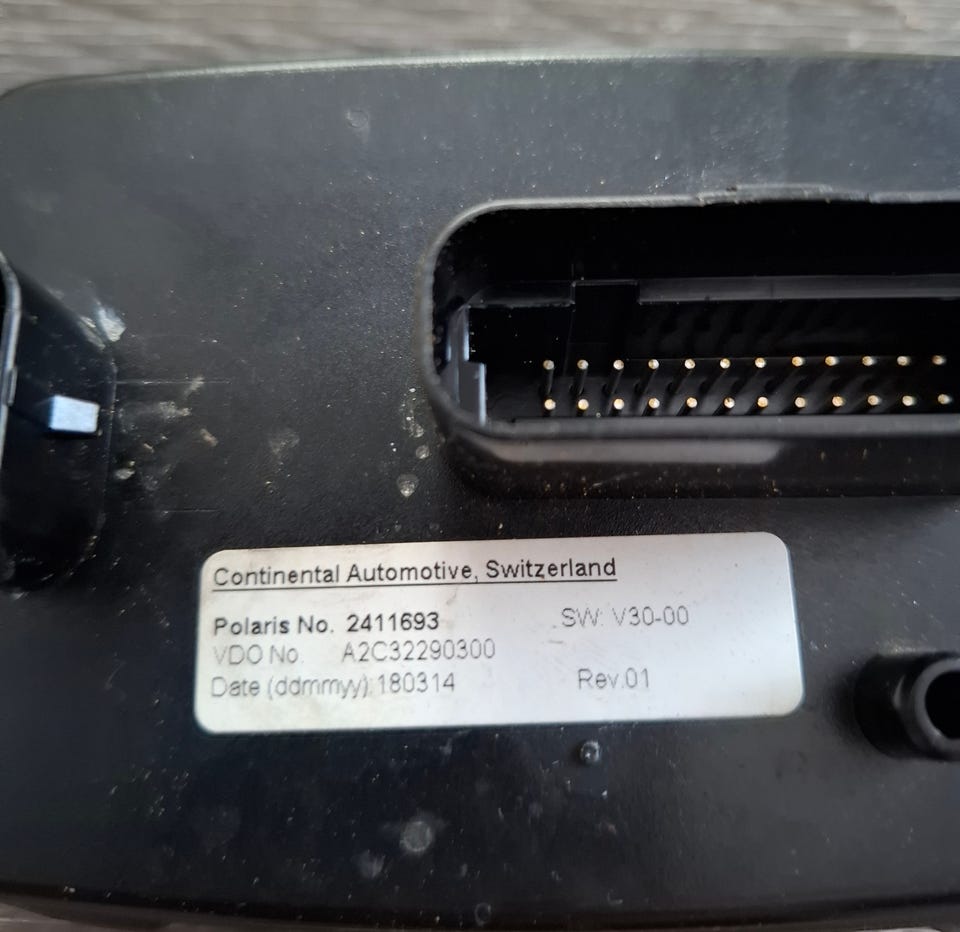 Continental Automotive, Switzerland
Polaris No. 2411693 SW: V30-00
VDO No. A2C32290300
Date (ddmmyy) 180314 Rev.01